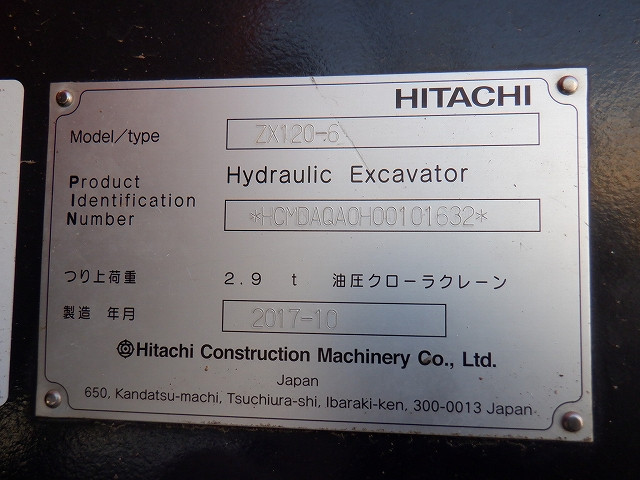 HITACHI
Model/type ZX120-6
Hydraulic Excavator
Product
Identification
Number *HCMDAQA0H00101632*
つり上荷重 2.9 t 油圧クローラクレーン
製造 年月 2017-10
Hitachi Construction Machinery Co., Ltd.
Japan
650, Kandatsu-machi, Tsuchiura-shi, Ibaraki-ken, 300-0013 Japan